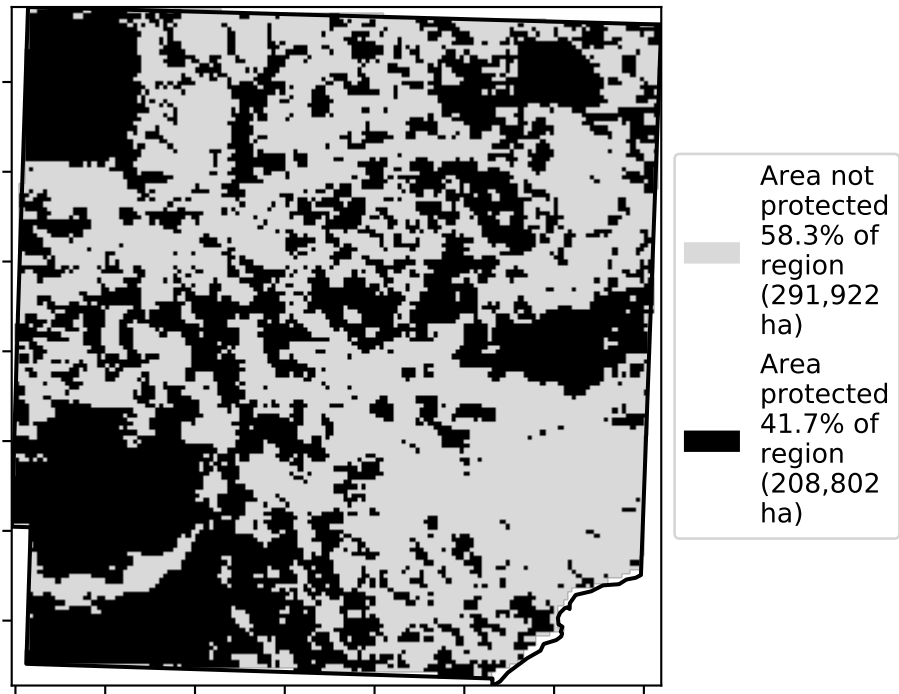 Area not
protected
58.3% of
region
(291,922
ha)
Area
protected
41.7% of
region
(208,802
ha)